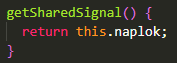 getSharedSignal() {
  return this.naplok;
}